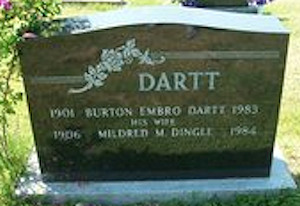 DARTT
1901 BURTON EMBRO DARTT 1983
HIS WIFE
1906 MILDRED M. DINGLE 1984